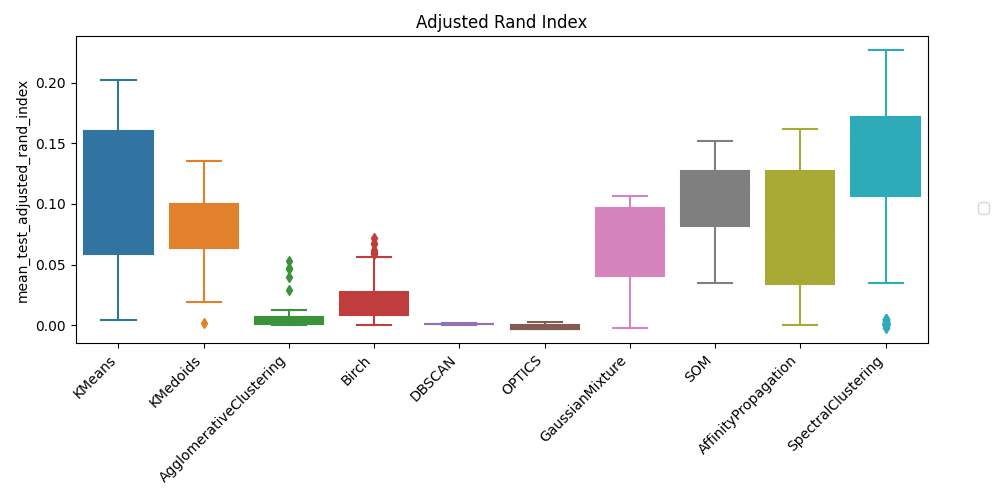 Adjusted Rand Index
mean_test_adjusted_rand_index
0.20
0.15
0.10
0.05
0.00
KMeans
KMedoids
AgglomerativeClustering
Birch
DBSCAN
OPTICS
GaussianMixture
SOM
AffinityPropagation
SpectralClustering